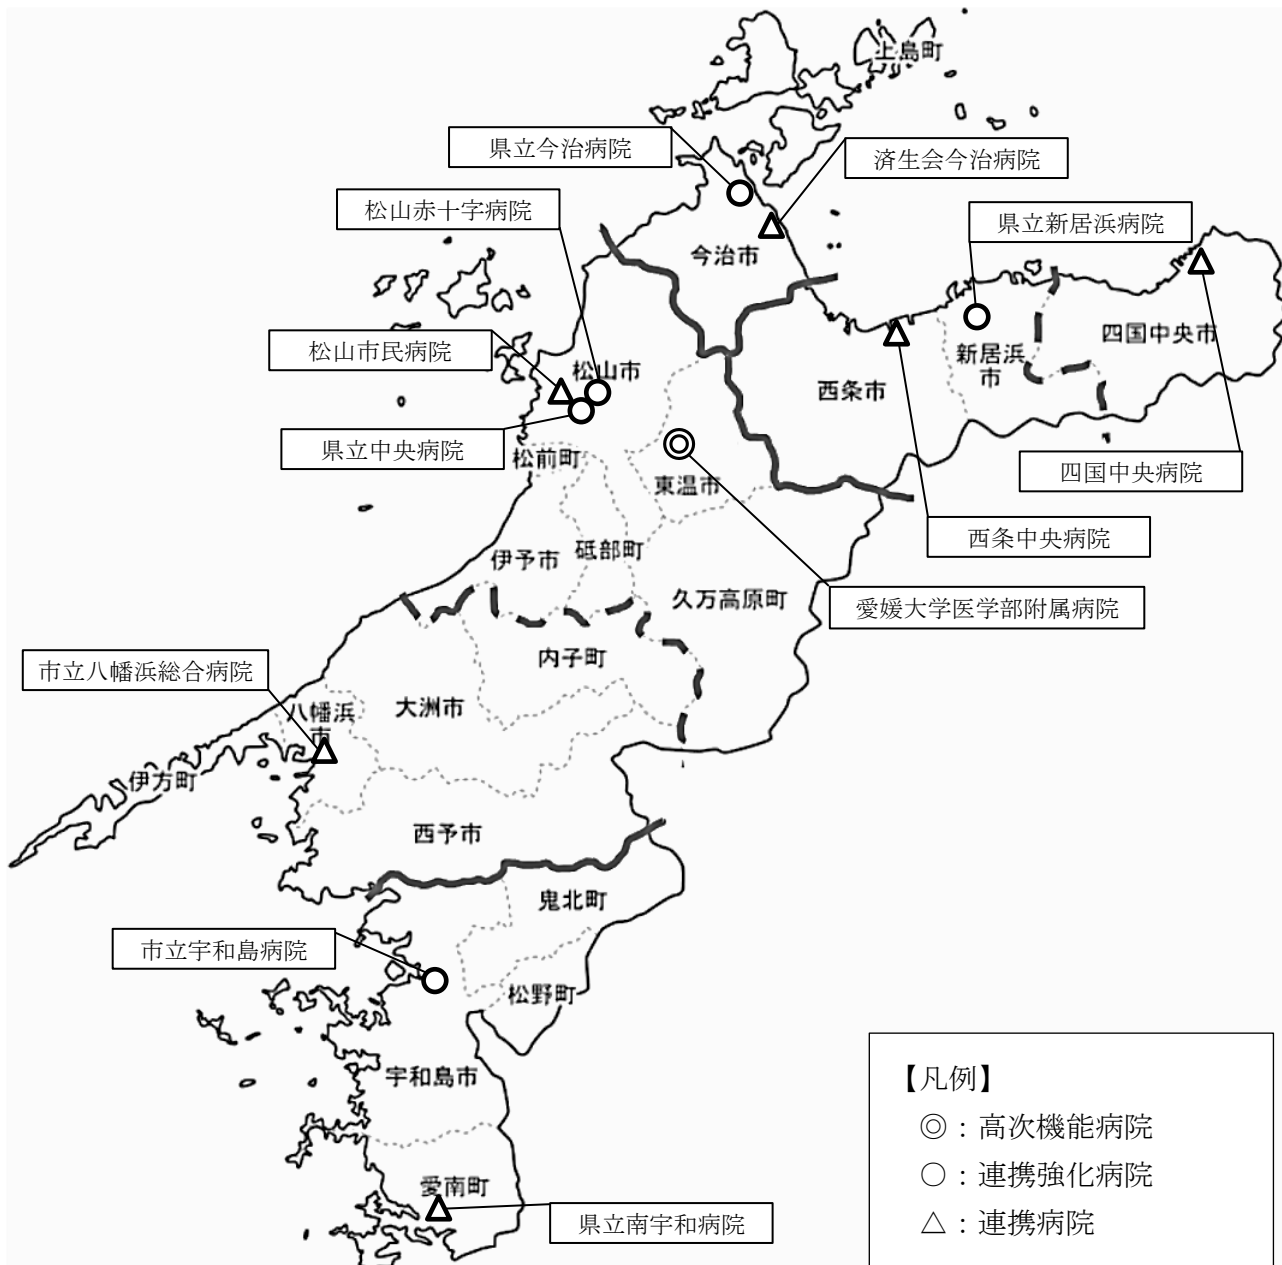 上島町
県立今治病院
済生会今治病院
松山赤十字病院
県立新居浜病院
今治市
松山市民病院
松山市
四国中央市
新居浜
市
西条市
県立中央病院
松前町
東温市
四国中央病院
西条中央病院
伊予市
砥部町
久万高原町
愛媛大学医学部附属病院
内子町
市立八幡浜総合病院
大洲市
八幡浜
市
伊方町
西予市
鬼北町
市立宇和島病院
松野町
宇和島市
愛南町
県立南宇和病院
【凡例】
◎:高次機能病院
○:連携強化病院
△:連携病院